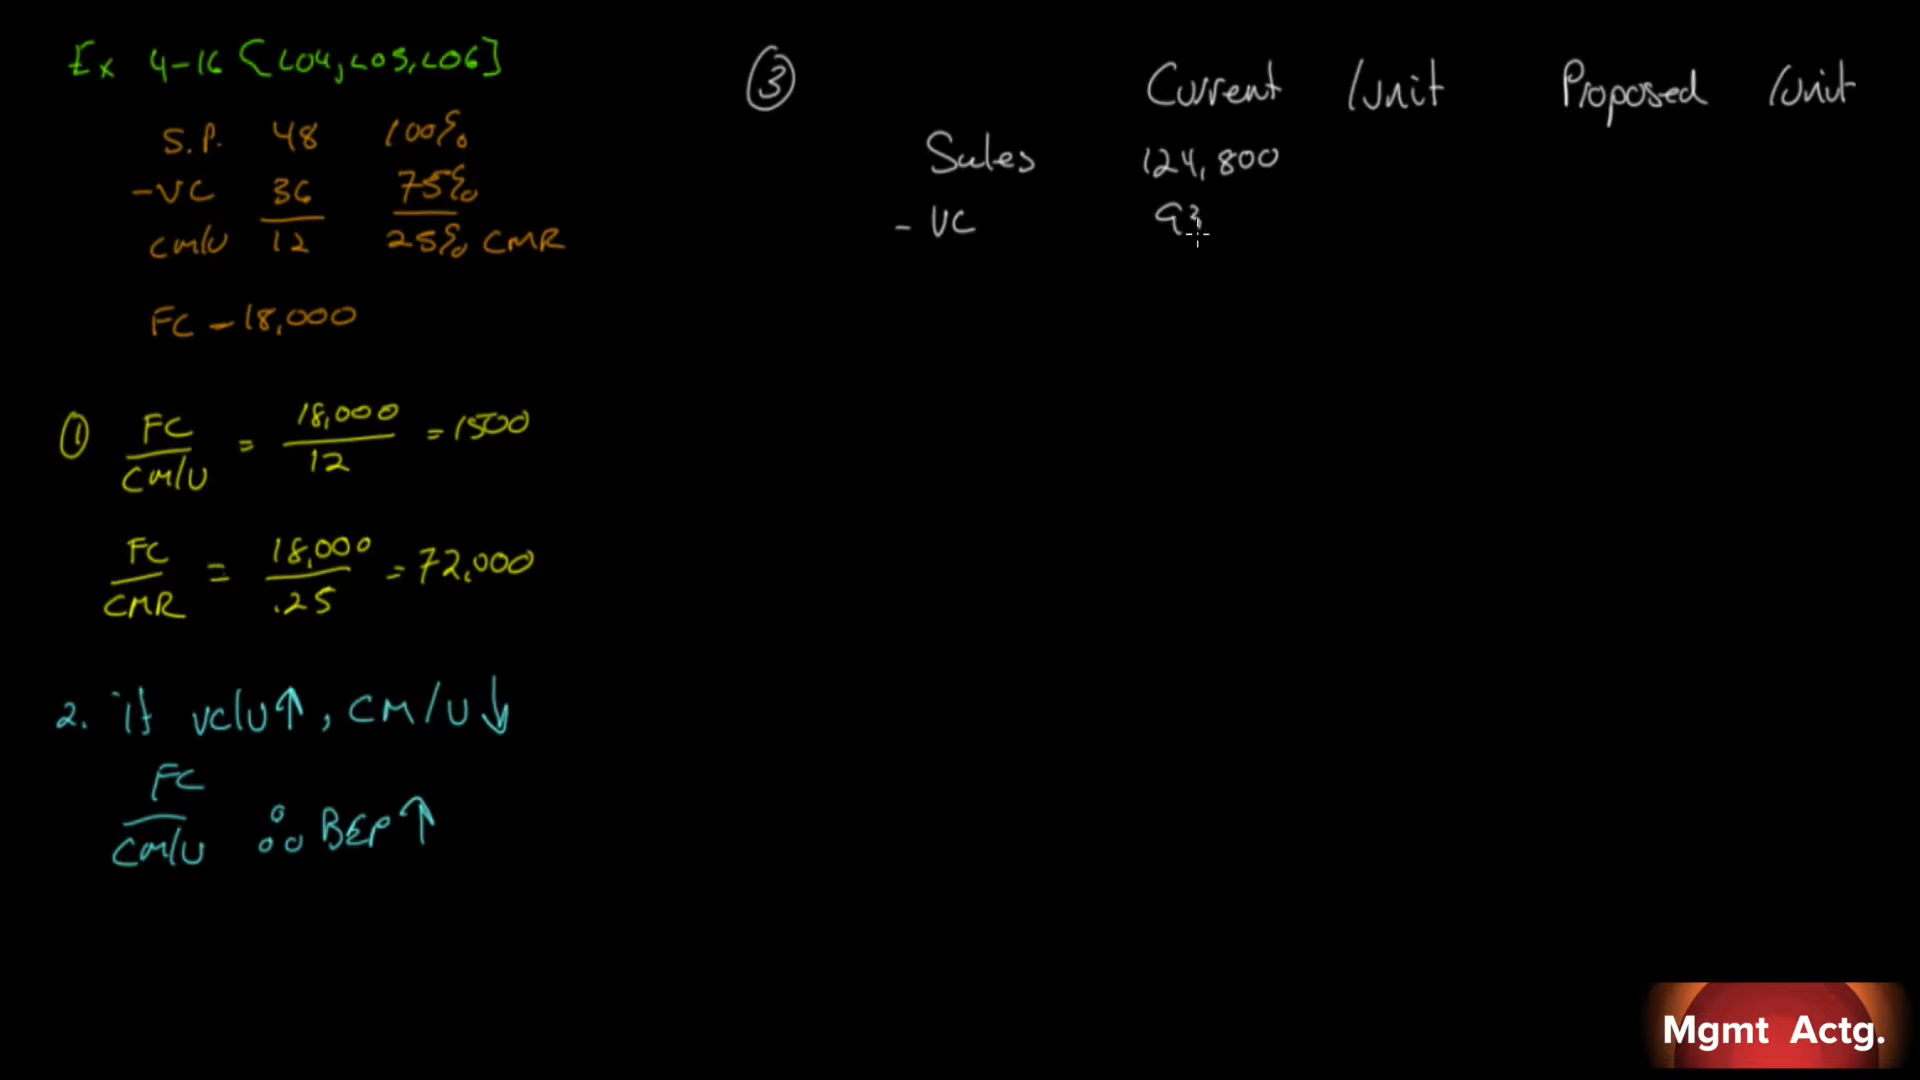 Ex 4-16 {LO4, LO5, LO6]
S.P. 48 100%
-VC 36 75%
CM/U 12 25% CMR
FC - 18,000
① FC / CM/U = 18,000 / 12 = 1500
FC / CMR = 18,000 / .25 = 72,000
2. if VC/U↑, CM/U↓
FC / CM/U ∴ BEP↑
③ Current /unit Proposed /unit
Sales 124,800
- VC 93
Mgmt Actg.